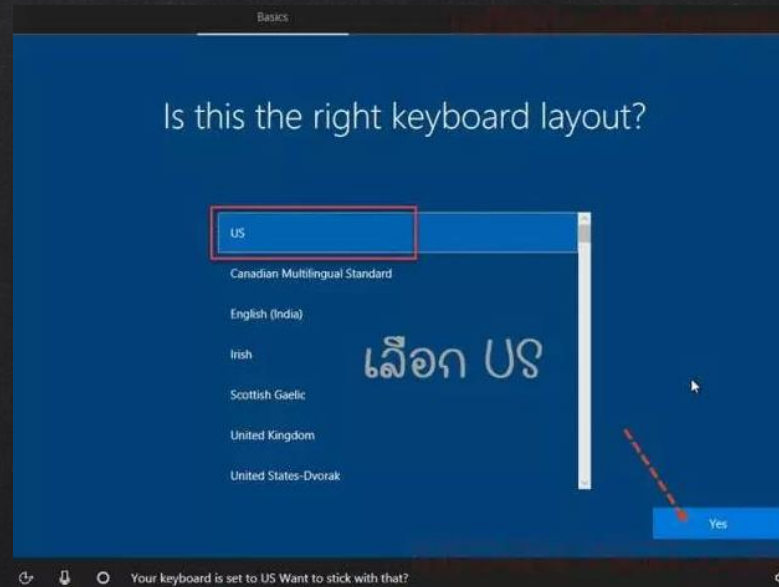 Basics
Is this the right keyboard layout?
US
Canadian Multilingual Standard
English (India)
Irish
เลือก US
Scottish Gaelic
United Kingdom
United States-Dvorak
Yes
Your keyboard is set to US Want to stick with that?